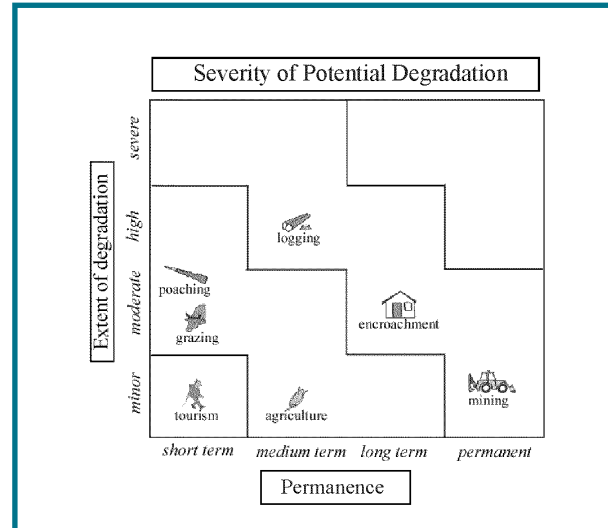 Severity of Potential Degradation
Extent of degradation
severe
high
moderate
minor
logging
poaching
grazing
encroachment
tourism
agriculture
mining
short term
medium term
long term
permanent
Permanence